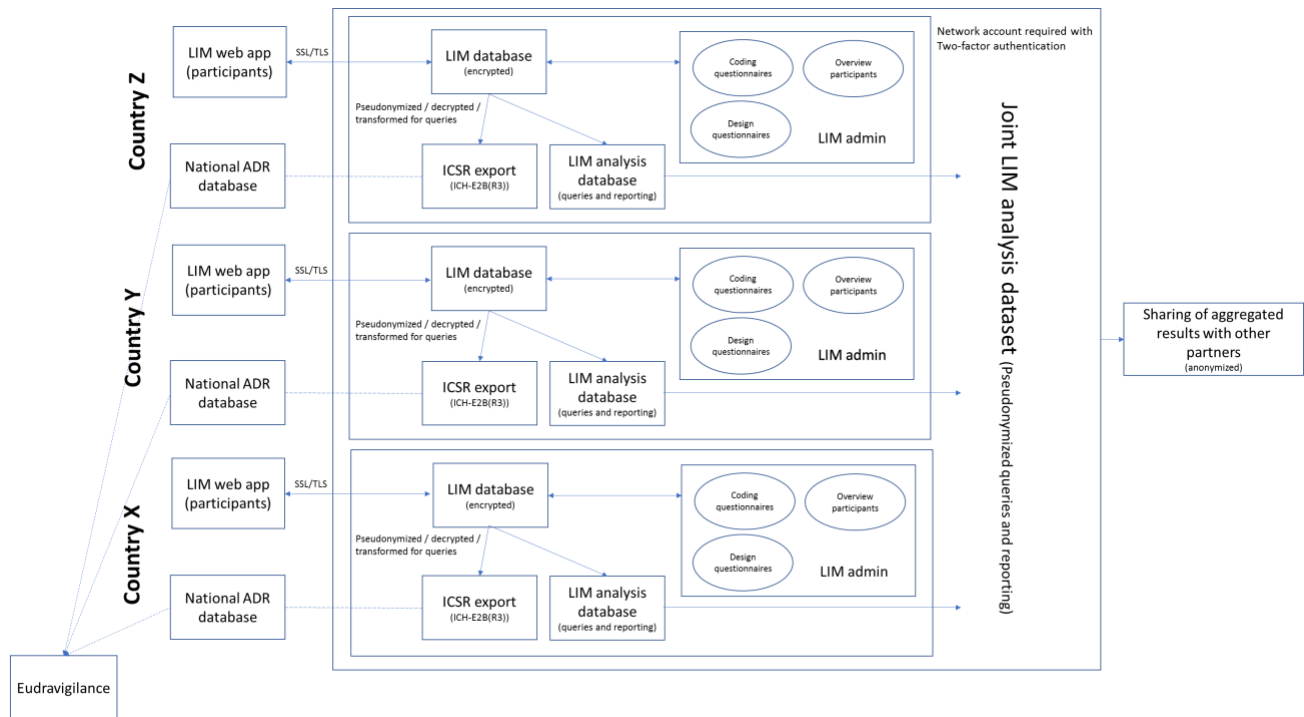 Network account required with
Two-factor authentication
Country Z
LIM web app
(participants)
SSL/TLS
LIM database
(encrypted)
Coding
questionnaires
Overview
participants
Design
questionnaires
LIM admin
Pseudonymized / decrypted /
transformed for queries
National ADR
database
ICSR export
(ICH-E2B(R3))
LIM analysis
database
(queries and reporting)
Country Y
LIM web app
(participants)
SSL/TLS
LIM database
(encrypted)
Coding
questionnaires
Overview
participants
Design
questionnaires
LIM admin
Pseudonymized / decrypted /
transformed for queries
National ADR
database
ICSR export
(ICH-E2B(R3))
LIM analysis
database
(queries and reporting)
Country X
LIM web app
(participants)
SSL/TLS
LIM database
(encrypted)
Coding
questionnaires
Overview
participants
Design
questionnaires
LIM admin
Pseudonymized / decrypted /
transformed for queries
National ADR
database
ICSR export
(ICH-E2B(R3))
LIM analysis
database
(queries and reporting)
Joint LIM analysis dataset (Pseudonymized queries and reporting)
Sharing of aggregated
results with other
partners
(anonymized)
Eudravigilance